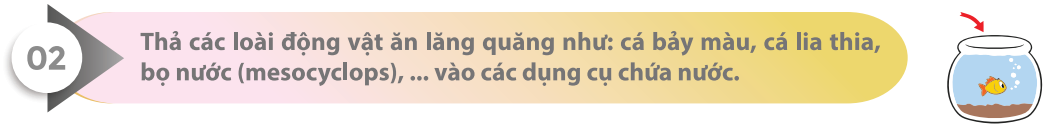 02
Thả các loài động vật ăn lăng quăng như: cá bảy màu, cá lia thia,
bọ nước (mesocyclops), ... vào các dụng cụ chứa nước.